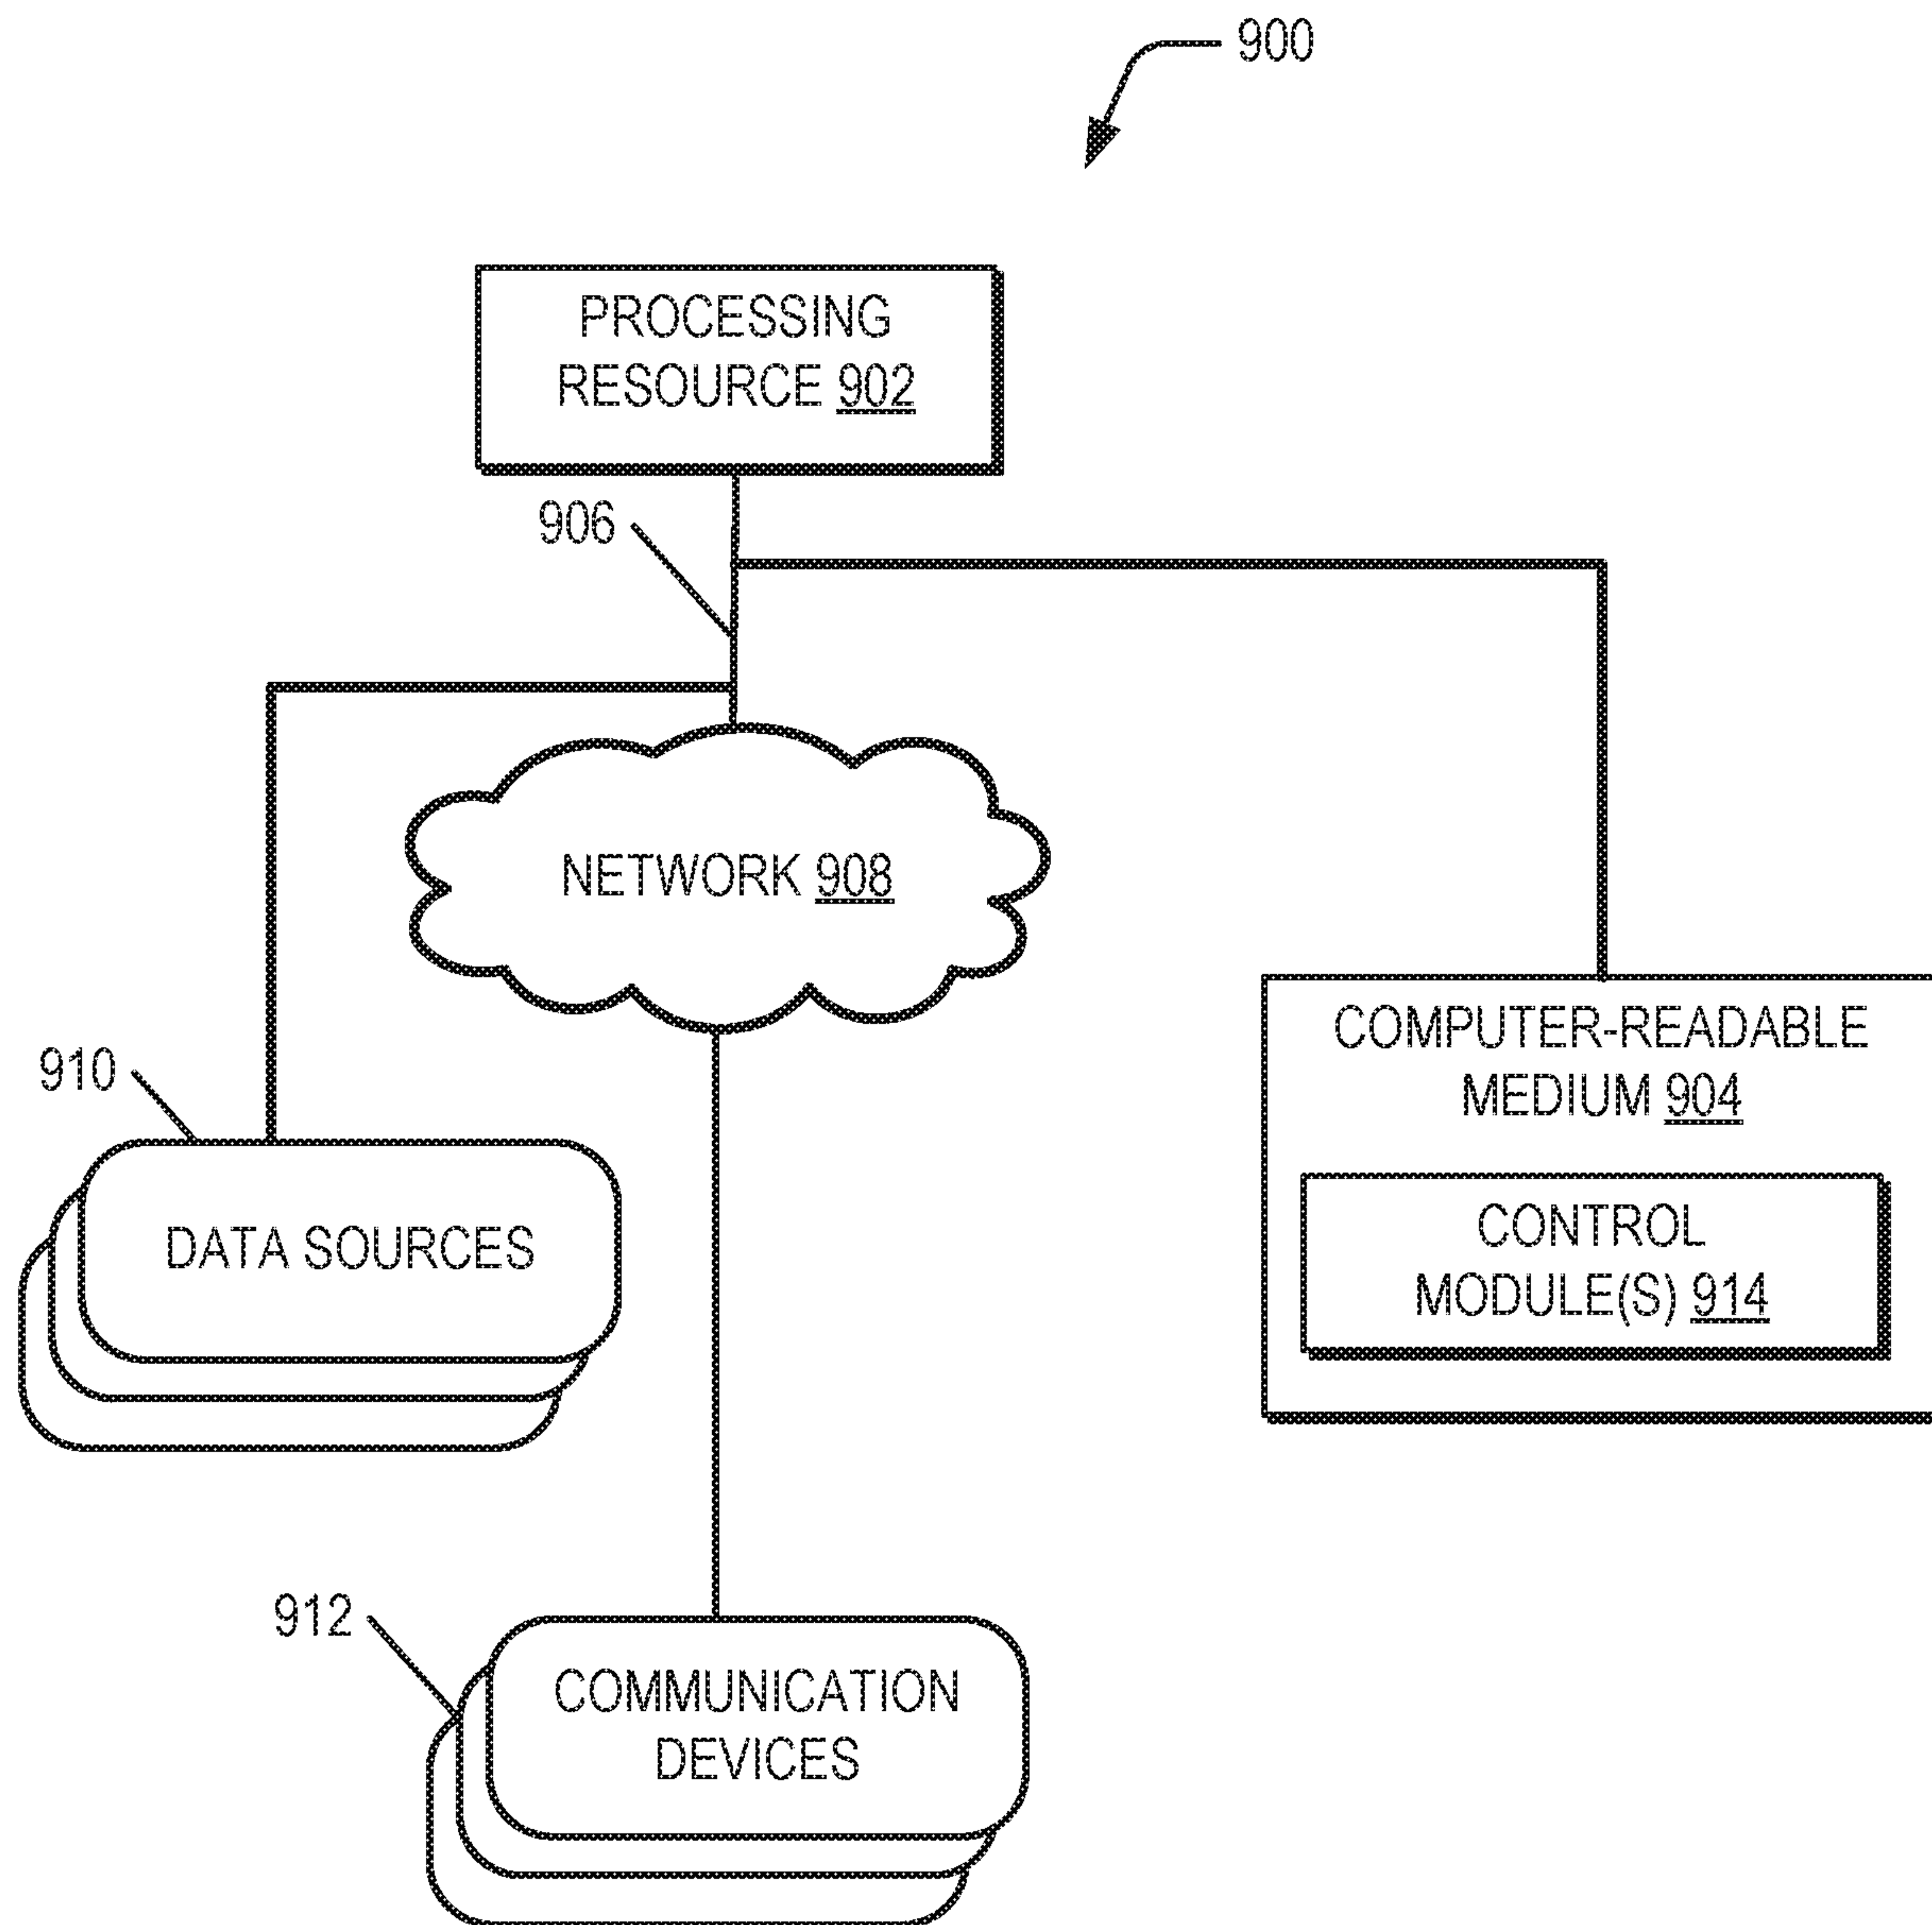 900
PROCESSING
RESOURCE 902
906
NETWORK 908
COMPUTER-READABLE
MEDIUM 904
910
DATA SOURCES
CONTROL
MODULE(S) 914
912
COMMUNICATION
DEVICES